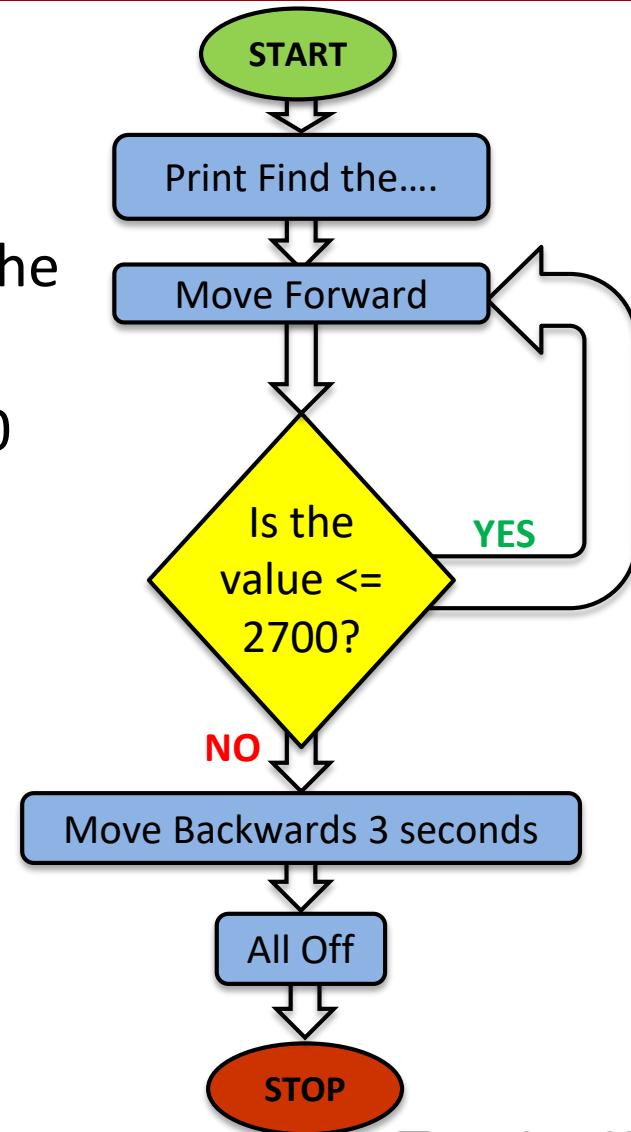 START
Print Find the....
he
Move Forward
0
Is the
value <=
2700?
YES
NO
Move Backwards 3 seconds
All Off
STOP